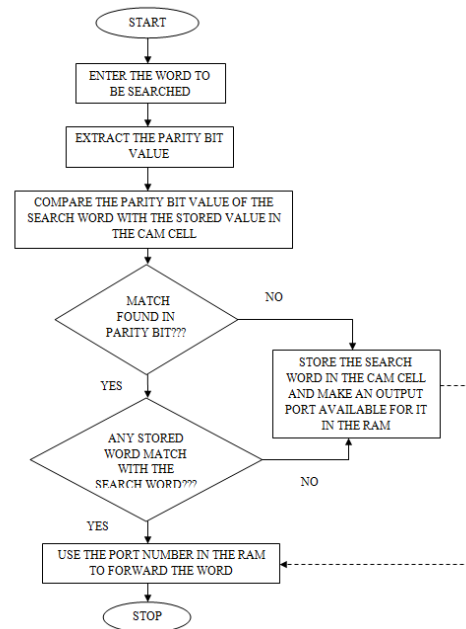 START
ENTER THE WORD TO
BE SEARCHED
EXTRACT THE PARITY BIT
VALUE
COMPARE THE PARITY BIT VALUE OF THE
SEARCH WORD WITH THE STORED VALUE IN
THE CAM CELL
MATCH
FOUND IN
PARITY BIT???
NO
STORE THE SEARCH
WORD IN THE CAM CELL
AND MAKE AN OUTPUT
PORT AVAILABLE FOR IT
IN THE RAM
YES
ANY STORED
WORD MATCH
WITH THE
SEARCH WORD???
NO
YES
USE THE PORT NUMBER IN THE RAM
TO FORWARD THE WORD
STOP